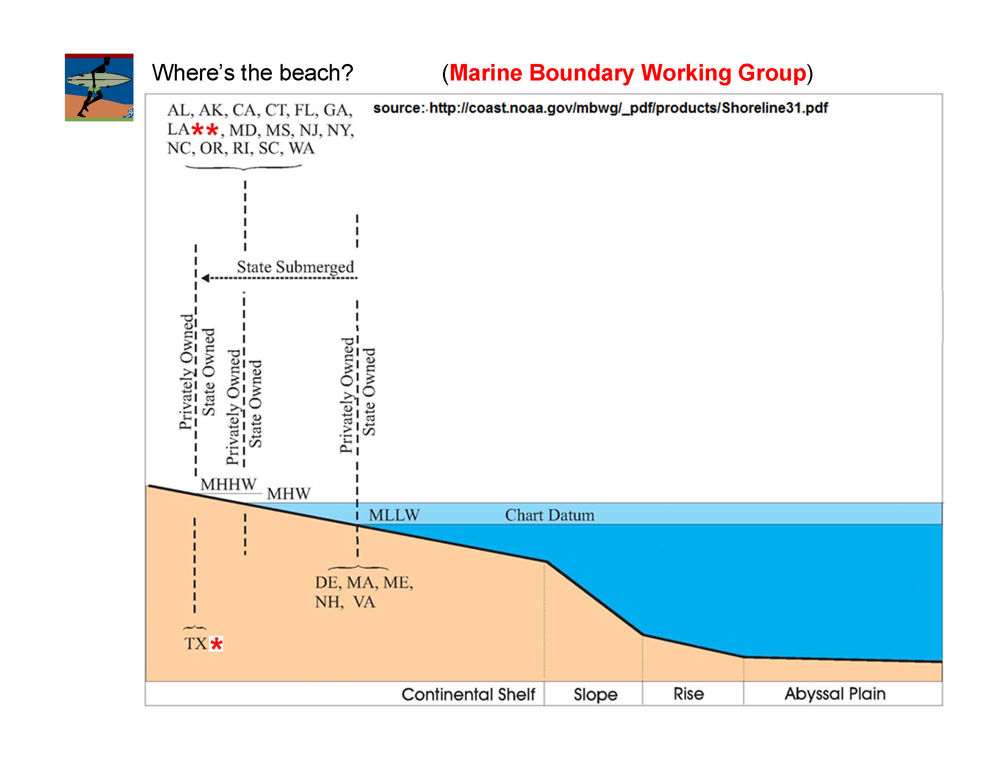 Where's the beach? (Marine Boundary Working Group)
source: http://coast.noaa.gov/mbwg/_pdf/products/Shoreline31.pdf
AL, AK, CA, CT, FL, GA,
LA**, MD, MS, NJ, NY,
NC, OR, RI, SC, WA
State Submerged
Privately Owned
State Owned
Privately Owned
State Owned
Privately Owned
State Owned
MHHW
MHW
MLLW
Chart Datum
DE, MA, ME,
NH, VA
TX*
Continental Shelf
Slope
Rise
Abyssal Plain